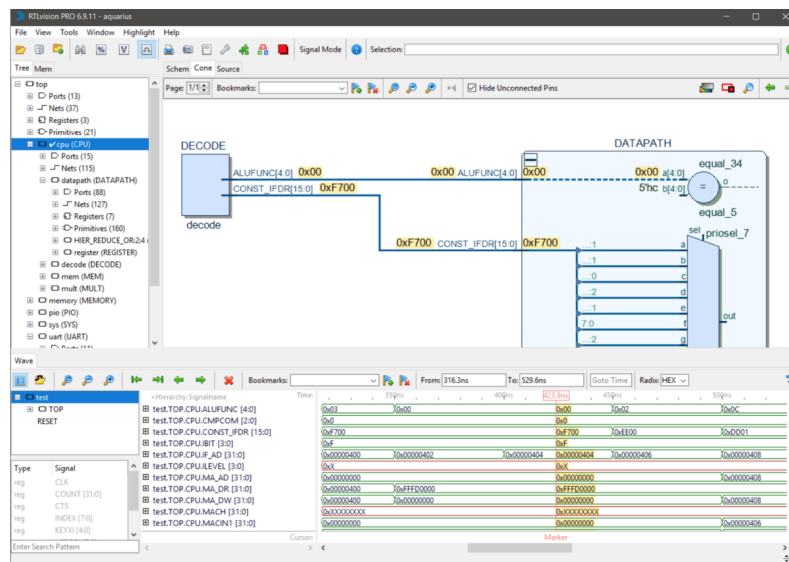 RTLvision PRO 6.9.11 - aquarius
File View Tools Window Highlight Help
Signal Mode Selection:
Tree Mem
Schem Cone Source
Page: 1/1 Bookmarks: Hide Unconnected Pins
top
Ports (13)
Nets (37)
Registers (3)
Primitives (21)
cpu (CPU)
Ports (15)
Nets (115)
datapath (DATAPATH)
Ports (88)
Nets (127)
Registers (7)
Primitives (160)
HIER_REDUCE_OR:2:4
register (REGISTER)
decode (DECODE)
mem (MEM)
mult (MULT)
memory (MEMORY)
pio (PIO)
sys (SYS)
uart (UART)
DECODE
ALUFUNC[4:0] 0x00
CONST_IFDR[15:0] 0xF700
decode
DATAPATH
0x00 ALUFUNC[4:0] 0x00
0x00 a[4:0]
5'hc b[4:0]
equal_34
=
o
equal_5
0xF700 CONST_IFDR[15:0] 0xF700
sel priosel_7
...:1 a
...:1 b
...:0 c
...:2 d
...:1 e
7:0 f
...:2 g
out
Wave
Bookmarks: From: 316.3ns To: 529.6ns Goto Time Radix: HEX
test
TOP
RESET
Type Signal
reg CLK
reg COUNT [31:0]
reg CTS
reg INDEX [7:0]
reg KEYXI [4:0]
Enter Search Pattern
<Hierarchy.Signalname Time: 350ns 400ns 423.9ns 450ns 500ns
test.TOP.CPU.ALUFUNC [4:0] 0x03 0x00 0x00 0x02 0x0C
test.TOP.CPU.CMPCOM [2:0] 0x0 0x0
test.TOP.CPU.CONST_IFDR [15:0] 0xF700 0xF700 0xEE00 0xDD01
test.TOP.CPU.IBIT [3:0] 0xF 0xF
test.TOP.CPU.IF_AD [31:0] 0x00000400 0x00000402 0x00000404 0x00000404 0x00000406 0x00000408
test.TOP.CPU.ILEVEL [3:0] 0xX 0xX
test.TOP.CPU.MA_AD [31:0] 0x00000000 0x00000000 0x00000408
test.TOP.CPU.MA_DR [31:0] 0x00000400 0xFFFD0000 0xFFFD0000
test.TOP.CPU.MA_DW [31:0] 0x00000400 0x00000000 0x00000000 0x00000408
test.TOP.CPU.MACH [31:0] 0xXXXXXXXX 0xXXXXXXXX
test.TOP.CPU.MACIN1 [31:0] 0x00000000 0x00000000 0x00000406
Cursor: Marker